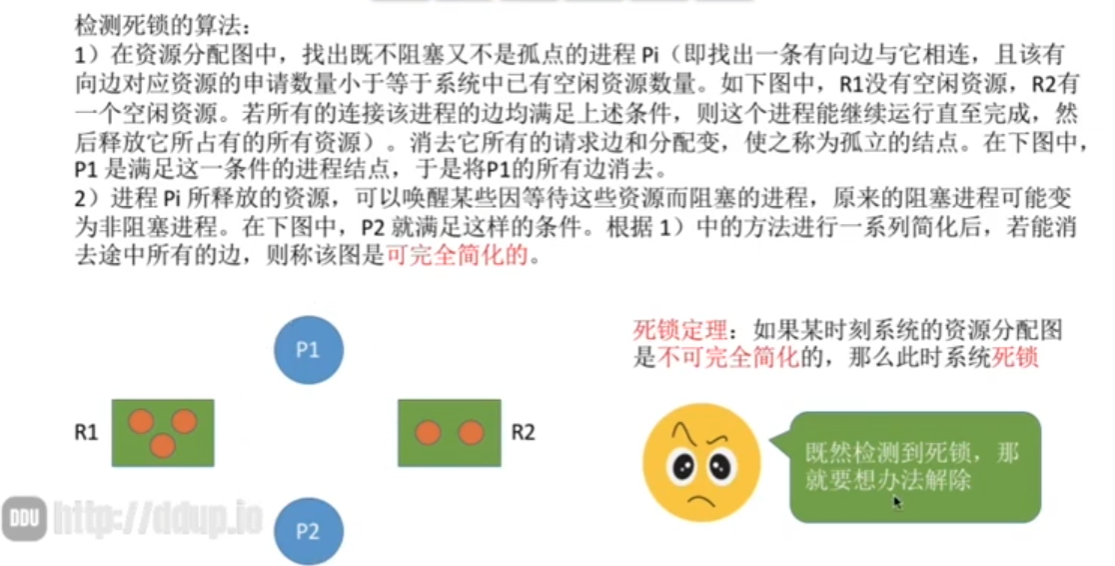 检测死锁的算法：
1）在资源分配图中，找出既不阻塞又不是孤点的进程 Pi（即找出一条有向边与它相连，且该有
向边对应资源的申请数量小于等于系统中已有空闲资源数量。如下图中，R1没有空闲资源，R2有
一个空闲资源。若所有的连接该进程的边均满足上述条件，则这个进程能继续运行直至完成，然
后释放它所占有的所有资源）。消去它所有的请求边和分配变，使之称为孤立的结点。在下图中，
P1 是满足这一条件的进程结点，于是将P1的所有边消去。
2）进程 Pi 所释放的资源，可以唤醒某些因等待这些资源而阻塞的进程，原来的阻塞进程可能变
为非阻塞进程。在下图中，P2 就满足这样的条件。根据 1）中的方法进行一系列简化后，若能消
去途中所有的边，则称该图是可完全简化的。
死锁定理：如果某时刻系统的资源分配图
是不可完全简化的，那么此时系统死锁
P1
R1
R2
P2
既然检测到死锁，那
就要想办法解除
DDU http://ddup.io